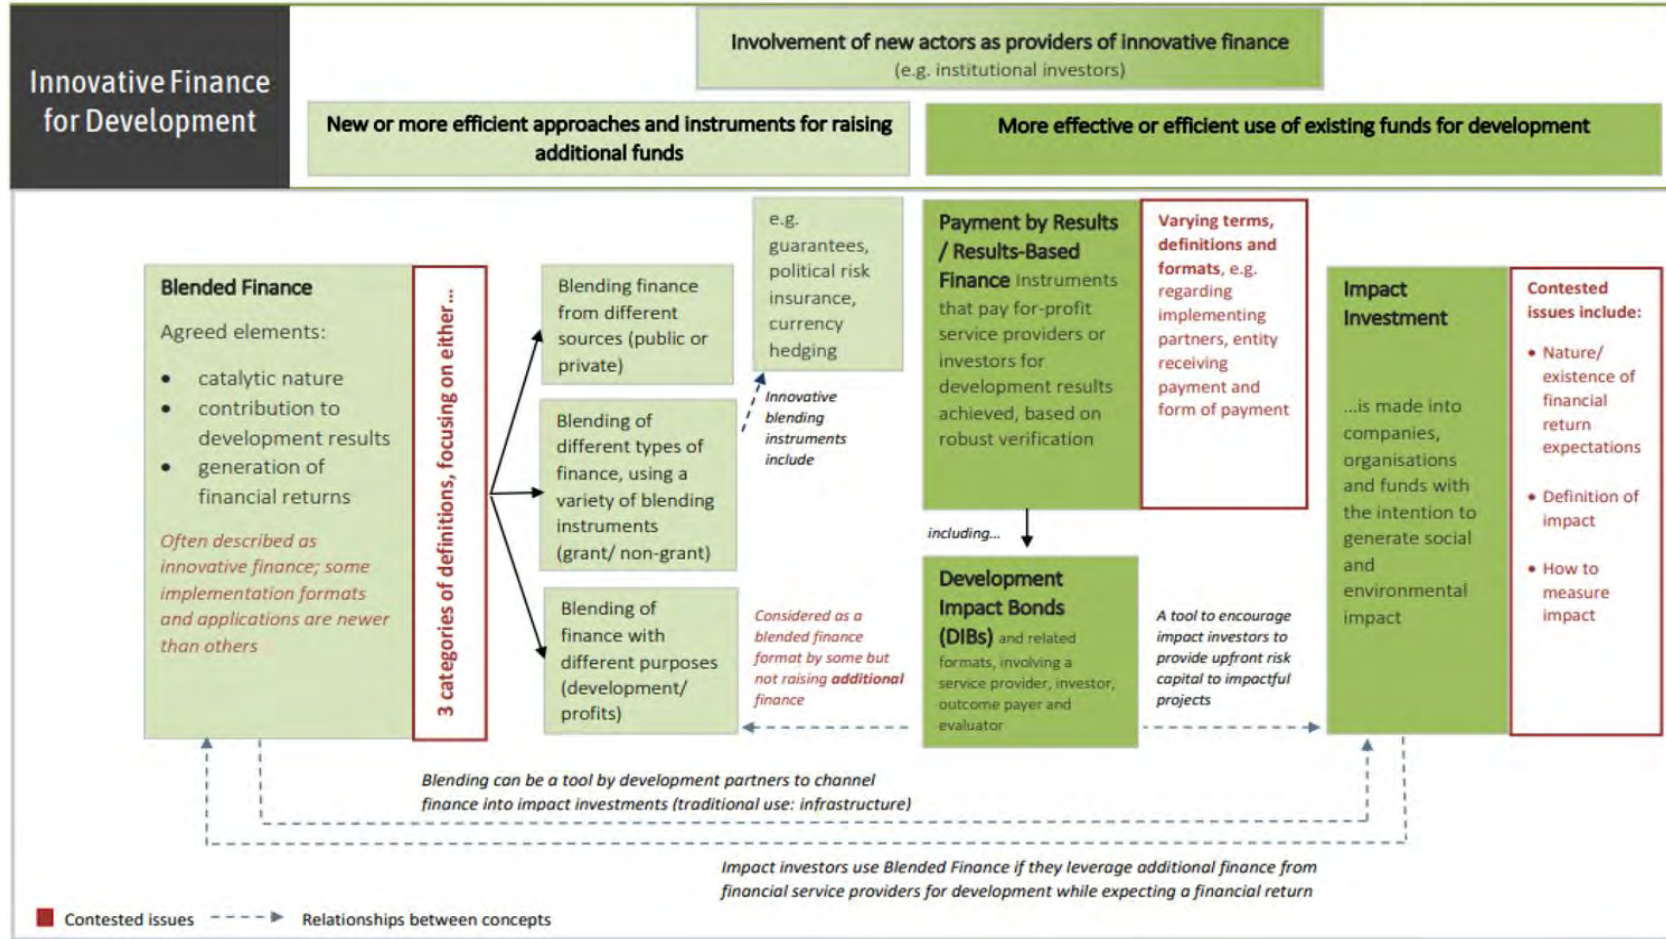 Innovative Finance
for Development
Involvement of new actors as providers of innovative finance
(e.g. institutional investors)
New or more efficient approaches and instruments for raising
additional funds
More effective or efficient use of existing funds for development
Blended Finance
Agreed elements:
• catalytic nature
• contribution to
development results
• generation of
financial returns
Often described as
innovative finance; some
implementation formats
and applications are newer
than others
3 categories of definitions, focusing on either ...
Blending finance
from different
sources (public or
private)
Blending of
different types of
finance, using a
variety of blending
instruments
(grant/ non-grant)
Blending of
finance with
different purposes
(development/
profits)
e.g.
guarantees,
political risk
insurance,
currency
hedging
Innovative
blending
instruments
include
Considered as a
blended finance
format by some but
not raising additional
finance
Payment by Results
/ Results-Based
Finance Instruments
that pay for-profit
service providers or
investors for
development results
achieved, based on
robust verification
Varying terms,
definitions and
formats, e.g.
regarding
implementing
partners, entity
receiving
payment and
form of payment
including...
Development
Impact Bonds
(DIBs) and related
formats, involving a
service provider, investor,
outcome payer and
evaluator
A tool to encourage
impact investors to
provide upfront risk
capital to impactful
projects
Impact
Investment
...is made into
companies,
organisations
and funds with
the intention to
generate social
and
environmental
impact
Contested
issues include:
• Nature/
existence of
financial
return
expectations
• Definition of
impact
• How to
measure
impact
Blending can be a tool by development partners to channel
finance into impact investments (traditional use: infrastructure)
Impact investors use Blended Finance if they leverage additional finance from
financial service providers for development while expecting a financial return
Contested issues
Relationships between concepts